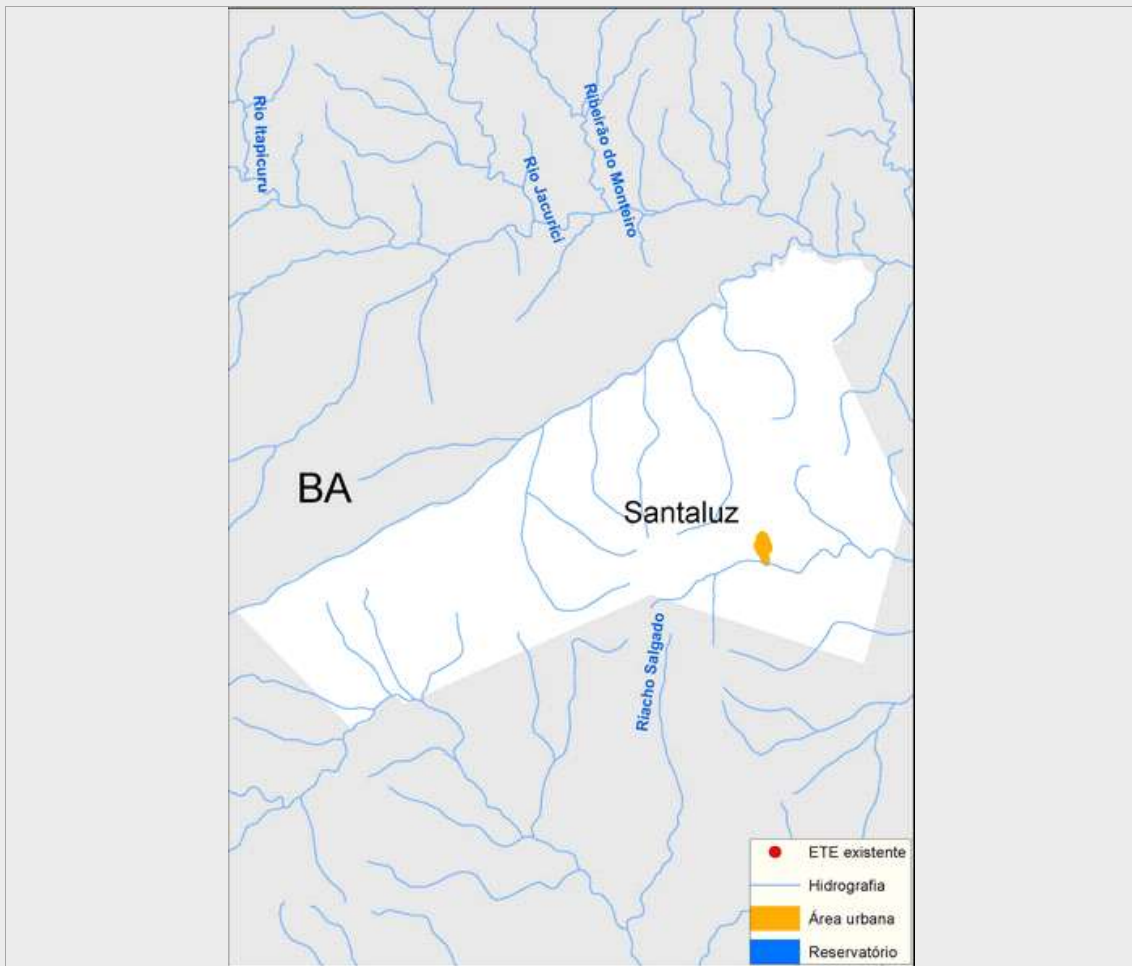 Rio Itapicuru
Rio Jacurici
Ribeirão do Monteiro
BA
Santaluz
Riacho Salgado
ETE existente
Hidrografia
Área urbana
Reservatório